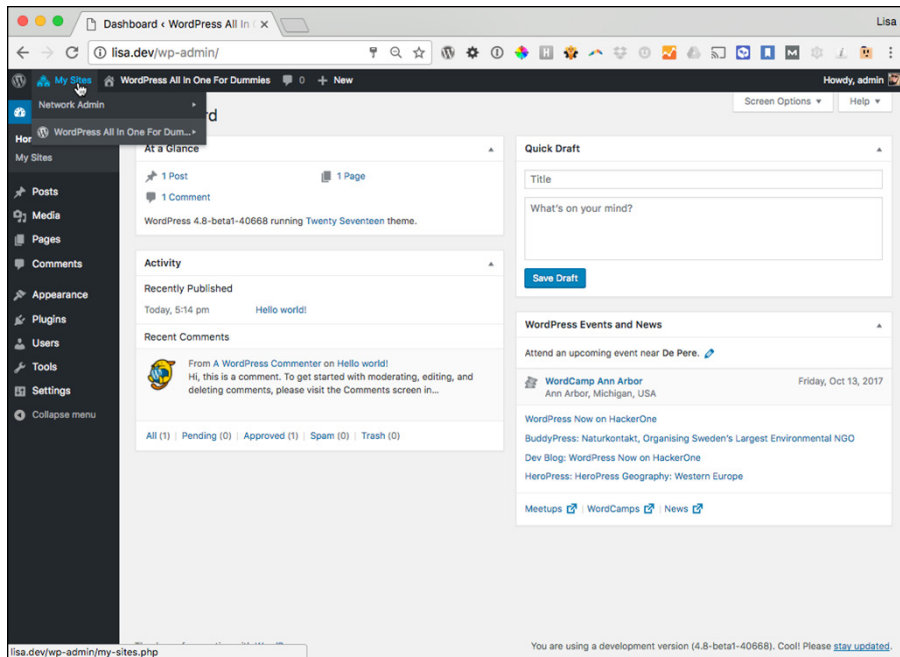 Dashboard ‹ WordPress All In
Lisa
lisa.dev/wp-admin/
My Sites
WordPress All In One For Dummies
0
New
Howdy, admin
Network Admin
WordPress All In One For Dum...
Screen Options
Help
My Sites
Posts
Media
Pages
Comments
Appearance
Plugins
Users
Tools
Settings
Collapse menu
At a Glance
1 Post
1 Page
1 Comment
WordPress 4.8-beta1-40668 running Twenty Seventeen theme.
Activity
Recently Published
Today, 5:14 pm
Hello world!
Recent Comments
From A WordPress Commenter on Hello world!
Hi, this is a comment. To get started with moderating, editing, and
deleting comments, please visit the Comments screen in...
All (1) | Pending (0) | Approved (1) | Spam (0) | Trash (0)
Quick Draft
Title
What's on your mind?
Save Draft
WordPress Events and News
Attend an upcoming event near De Pere.
WordCamp Ann Arbor
Friday, Oct 13, 2017
Ann Arbor, Michigan, USA
WordPress Now on HackerOne
BuddyPress: Naturkontakt, Organising Sweden's Largest Environmental NGO
Dev Blog: WordPress Now on HackerOne
HeroPress: HeroPress Geography: Western Europe
Meetups | WordCamps | News
You are using a development version (4.8-beta1-40668). Cool! Please stay updated.
lisa.dev/wp-admin/my-sites.php